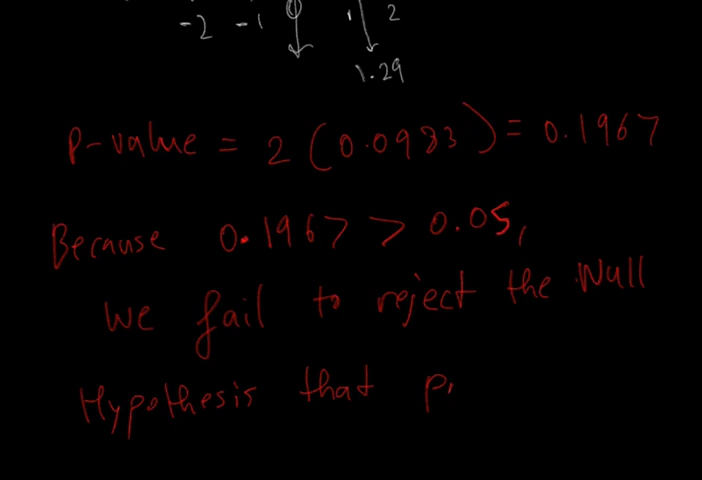 -2 -1 0 1 2
1.29
P-value = 2 (0.0983) = 0.1967
Because 0.1967 > 0.05,
we fail to reject the Null
Hypothesis that p